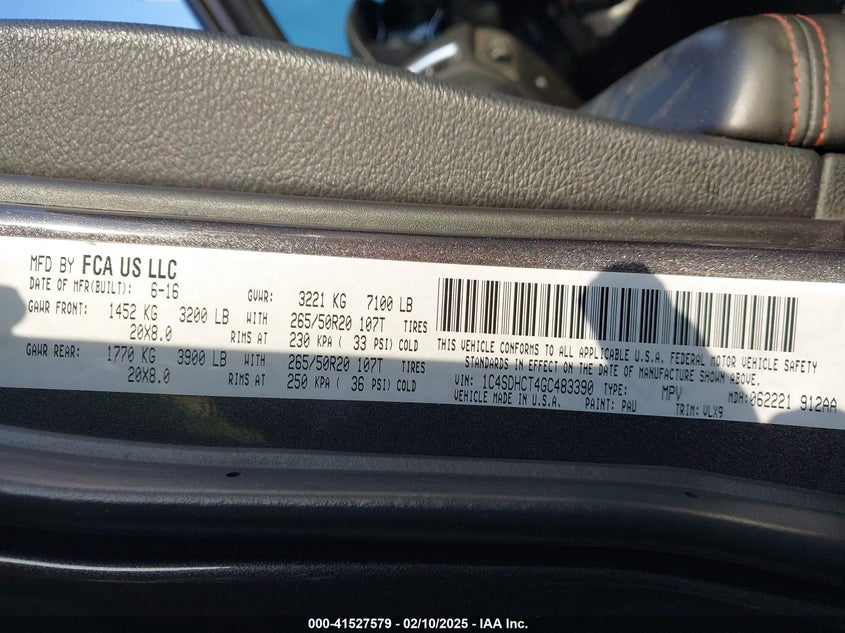 MFD BY FCA US LLC
DATE OF MFR(BUILT): 6-16 GVWR: 3221 KG 7100 LB
GAWR FRONT: 1452 KG 3200 LB WITH 265/50R20 107T TIRES
20X8.0 RIMS AT 230 KPA ( 33 PSI) COLD
GAWR REAR: 1770 KG 3900 LB WITH 265/50R20 107T TIRES
20X8.0 RIMS AT 250 KPA ( 36 PSI) COLD
THIS VEHICLE CONFORMS TO ALL APPLICABLE U.S.A. FEDERAL MOTOR VEHICLE SAFETY
STANDARDS IN EFFECT ON THE DATE OF MANUFACTURE SHOWN ABOVE.
VIN: 1C4SDHCT4GC483390 TYPE: MPV MDH:062221 912AA
VEHICLE MADE IN U.S.A. PAINT: PAU TRIM: VLX9
000-41527579 — 02/10/2025 — IAA Inc.